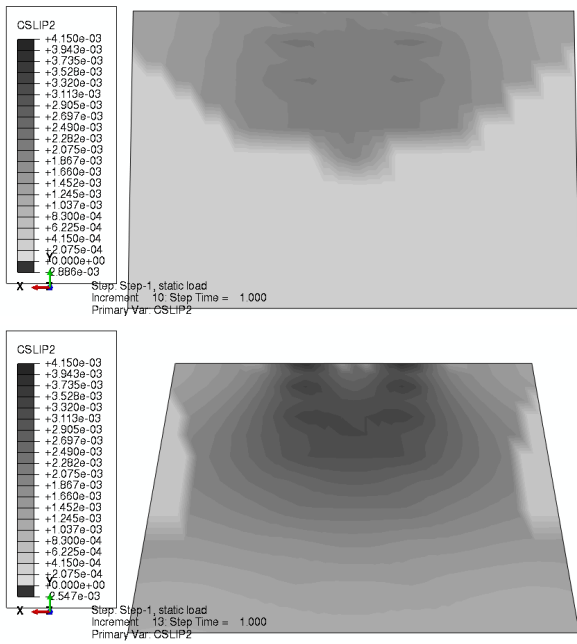 CSLIP2
+4.150e-03
+3.943e-03
+3.735e-03
+3.528e-03
+3.320e-03
+3.113e-03
+2.905e-03
+2.697e-03
+2.490e-03
+2.282e-03
+2.075e-03
+1.867e-03
+1.660e-03
+1.452e-03
+1.245e-03
+1.037e-03
+8.300e-04
+6.225e-04
+4.150e-04
+2.075e-04
+0.000e+00
-2.886e-03
Y
X
Step: Step-1, static load
Increment 10: Step Time = 1.000
Primary Var: CSLIP2
CSLIP2
+4.150e-03
+3.943e-03
+3.735e-03
+3.528e-03
+3.320e-03
+3.113e-03
+2.905e-03
+2.697e-03
+2.490e-03
+2.282e-03
+2.075e-03
+1.867e-03
+1.660e-03
+1.452e-03
+1.245e-03
+1.037e-03
+8.300e-04
+6.225e-04
+4.150e-04
+2.075e-04
+0.000e+00
-2.547e-03
Y
X
Step: Step-1, static load
Increment 13: Step Time = 1.000
Primary Var: CSLIP2